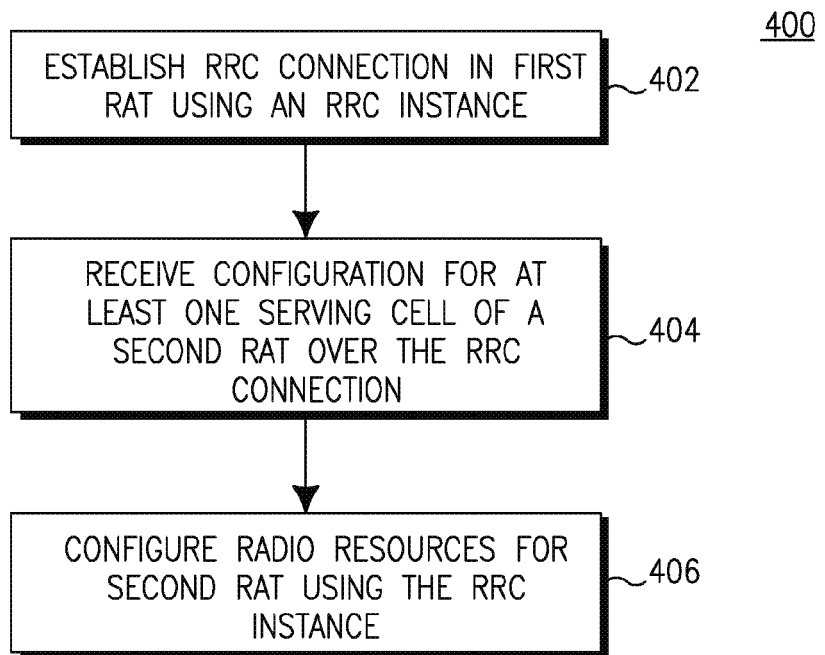 400
ESTABLISH RRC CONNECTION IN FIRST
RAT USING AN RRC INSTANCE
402
RECEIVE CONFIGURATION FOR AT
LEAST ONE SERVING CELL OF A
SECOND RAT OVER THE RRC
CONNECTION
404
CONFIGURE RADIO RESOURCES FOR
SECOND RAT USING THE RRC
INSTANCE
406